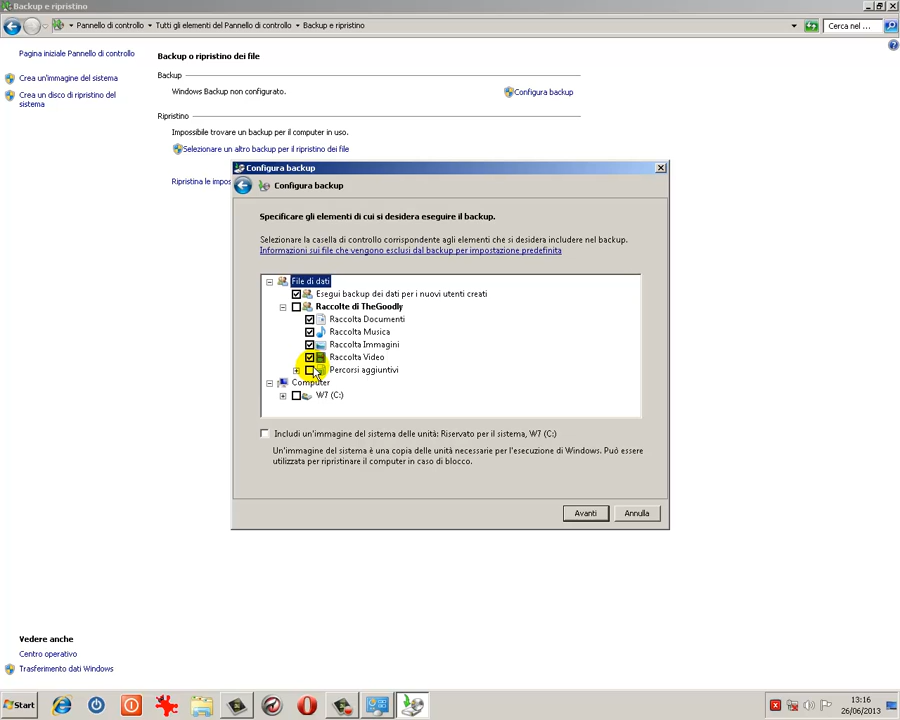 Backup e ripristino
Pannello di controllo
Tutti gli elementi del Pannello di controllo
Backup e ripristino
Cerca nel ...
Pagina iniziale Pannello di controllo
Crea un'immagine del sistema
Crea un disco di ripristino del
sistema
Backup o ripristino dei file
Backup
Windows Backup non configurato.
Configura backup
Ripristino
Impossibile trovare un backup per il computer in uso.
Selezionare un altro backup per il ripristino dei file
Ripristina le impos
Configura backup
Configura backup
Specificare gli elementi di cui si desidera eseguire il backup.
Selezionare la casella di controllo corrispondente agli elementi che si desidera includere nel backup.
Informazioni sui file che vengono esclusi dal backup per impostazione predefinita
File di dati
Esegui backup dei dati per i nuovi utenti creati
Raccolte di TheGoodly
Raccolta Documenti
Raccolta Musica
Raccolta Immagini
Raccolta Video
Percorsi aggiuntivi
Computer
W7 (C:)
Includi un'immagine del sistema delle unità: Riservato per il sistema, W7 (C:)
Un'immagine del sistema è una copia delle unità necessarie per l'esecuzione di Windows. Può essere
utilizzata per ripristinare il computer in caso di blocco.
Avanti
Annulla
Vedere anche
Centro operativo
Trasferimento dati Windows
Start
13:16
26/06/2013